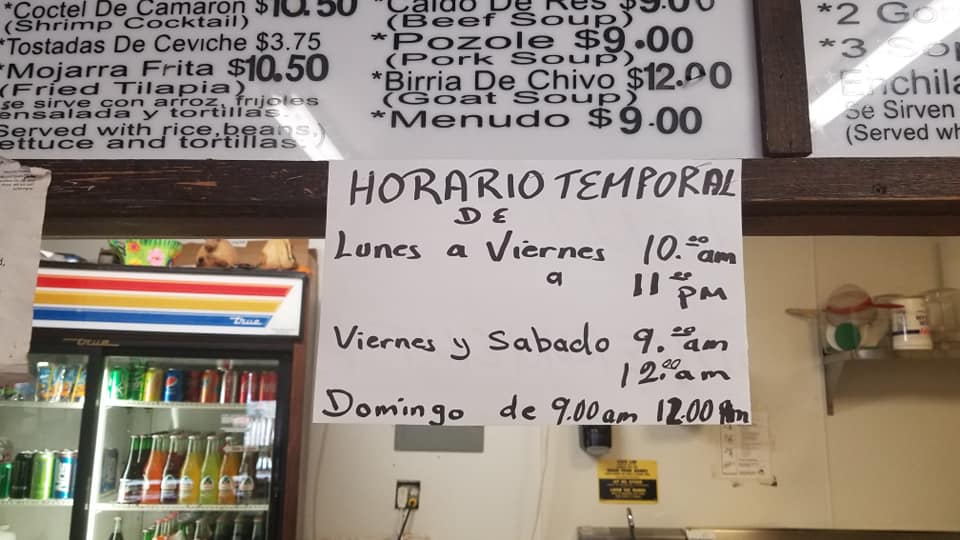 *Coctel De Camaron $10.50
(Shrimp Cocktail)
*Tostadas De Ceviche $3.75
*Mojarra Frita $10.50
(Fried Tilapia)
se sirve con arroz, frijoles
ensalada y tortillas.
Served with rice, beans,
lettuce and tortillas.
*Caldo De Res $9.00
(Beef Soup)
*Pozole $9.00
(Pork Soup)
*Birria De Chivo $12.00
(Goat Soup)
*Menudo $9.00
*2
*3
Enchila
Se Sirven
(Served wh
HORARIO TEMPORAL
DE
Lunes a Viernes 10.00 am
a 11 00 PM
Viernes y Sabado 9.00 am
12.00 am
Domingo de 9.00 am 12.00
True
True